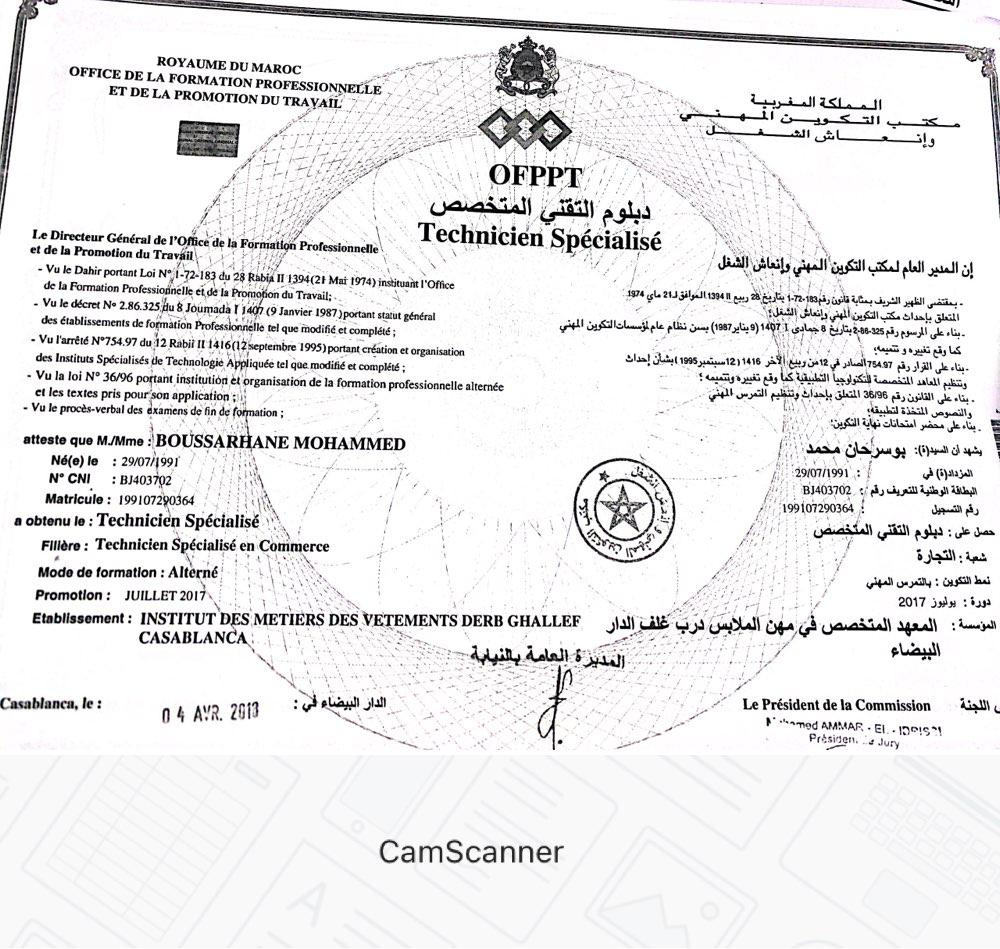 ROYAUME DU MAROC
OFFICE DE LA FORMATION PROFESSIONNELLE
ET DE LA PROMOTION DU TRAVAIL
المملكة المغربية
مكتب التكوين المهني
وإنعاش الشغل
OFPPT
دبلوم التقني المتخصص
Technicien Spécialisé
Le Directeur Général de l'Office de la Formation Professionnelle
et de la Promotion du Travail
- Vu le Dahir portant Loi N° 1-72-183 du 28 Rabia II 1394 (21 Mai 1974) instituant l'Office
de la Formation Professionnelle et de la Promotion du Travail;
- Vu le décret N° 2.86.325 du 8 Joumada I 1407 (9 Janvier 1987) portant statut général
des établissements de formation Professionnelle tel que modifié et complété ;
- Vu l'arrêté N°754.97 du 12 Rabii II 1416 (12 septembre 1995) portant création et organisation
des Instituts Spécialisés de Technologie Appliquée tel que modifié et complété ;
- Vu la loi N° 36/96 portant institution et organisation de la formation professionnelle alternée
et les textes pris pour son application ;
- Vu le procès-verbal des examens de fin de formation ;
إن المدير العام لمكتب التكوين المهني وإنعاش الشغل
- بمقتضى الظهير الشريف بمثابة قانون رقم 1-72-183 بتاريخ 28 ربيع II 1394 الموافق ل 21 ماي 1974
المتعلق بإحداث مكتب التكوين المهني وإنعاش الشغل؛
- بناء على المرسوم رقم 2-86-325 بتاريخ 8 جمادى I 1407 (9 يناير 1987) بسن نظام عام لمؤسسات التكوين المهني
كما وقع تغييره و تتميمه؛
- بناء على القرار رقم 754.97 الصادر في 12 من ربيع الآخر 1416 (12 سبتمبر 1995) بشأن إحداث
وتنظيم المعاهد المتخصصة للتكنولوجيا التطبيقية كما وقع تغييره وتتميمه ؛
- بناء على القانون رقم 36/96 المتعلق بإحداث وتنظيم التمرس المهني
والنصوص المتخذة لتطبيقه؛
- بناء على محضر امتحانات نهاية التكوين؛
atteste que M./Mme : BOUSSARHANE MOHAMMED
Né(e) le : 29/07/1991
N° CNI : BJ403702
Matricule : 199107290364
a obtenu le : Technicien Spécialisé
Filière : Technicien Spécialisé en Commerce
Mode de formation : Alterné
Promotion : JUILLET 2017
Etablissement : INSTITUT DES METIERS DES VETEMENTS DERB GHALLEF
CASABLANCA
يشهد أن السيد(ة): بوسرحان محمد
المزداد(ة) في : 29/07/1991
البطاقة الوطنية للتعريف رقم : BJ403702
رقم التسجيل : 199107290364
حصل على : دبلوم التقني المتخصص
شعبة : التجارة
نمط التكوين : بالتمرس المهني
دورة : يوليوز 2017
المؤسسة : المعهد المتخصص في مهن الملابس درب غلف الدار
البيضاء
المديرة العامة بالنيابة
Casablanca, le : 04 AVR. 2018 الدار البيضاء في :
Le Président de la Commission
اللجنة
Mohamed AMMAR - EL - IDRISSI
Président de Jury
CamScanner